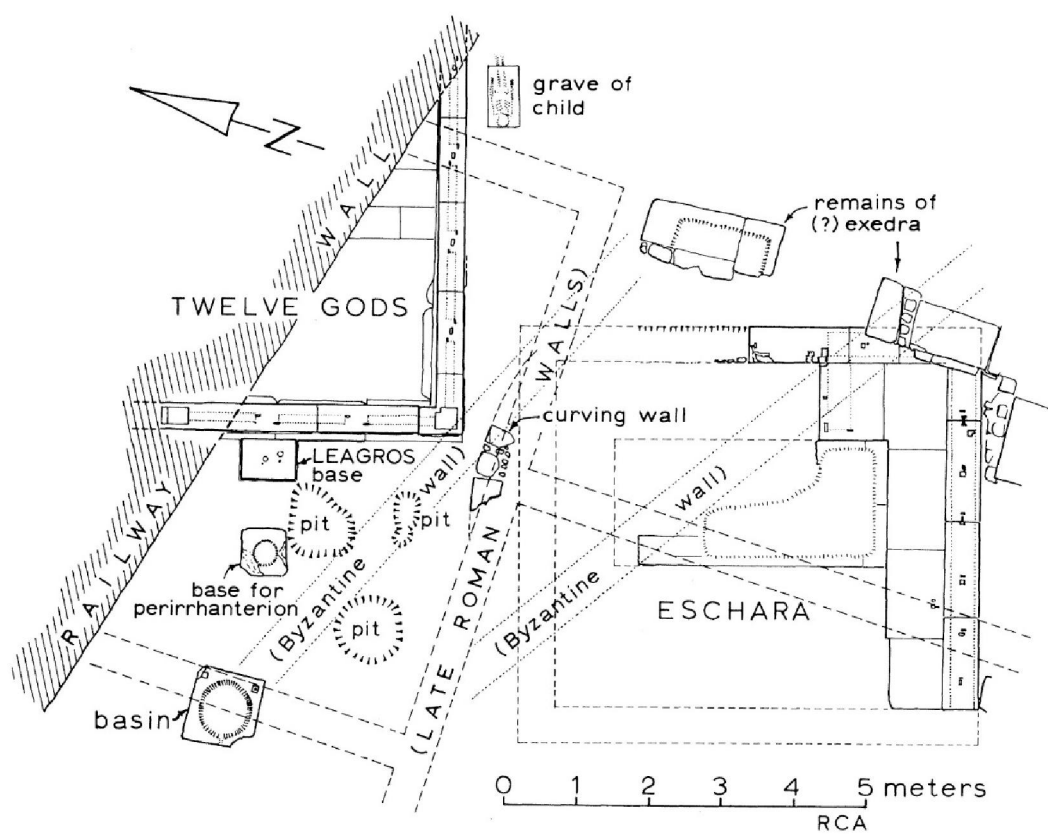 grave of
child
N
RAILWAY WALL
remains of
(?) exedra
TWELVE GODS
curving wall
LEAGROS
base
(Byzantine wall)
pit
pit
pit
base for
perirrhanterion
basin
(LATE ROMAN WALLS)
(Byzantine wall)
ESCHARA
0 1 2 3 4 5 meters
RCA